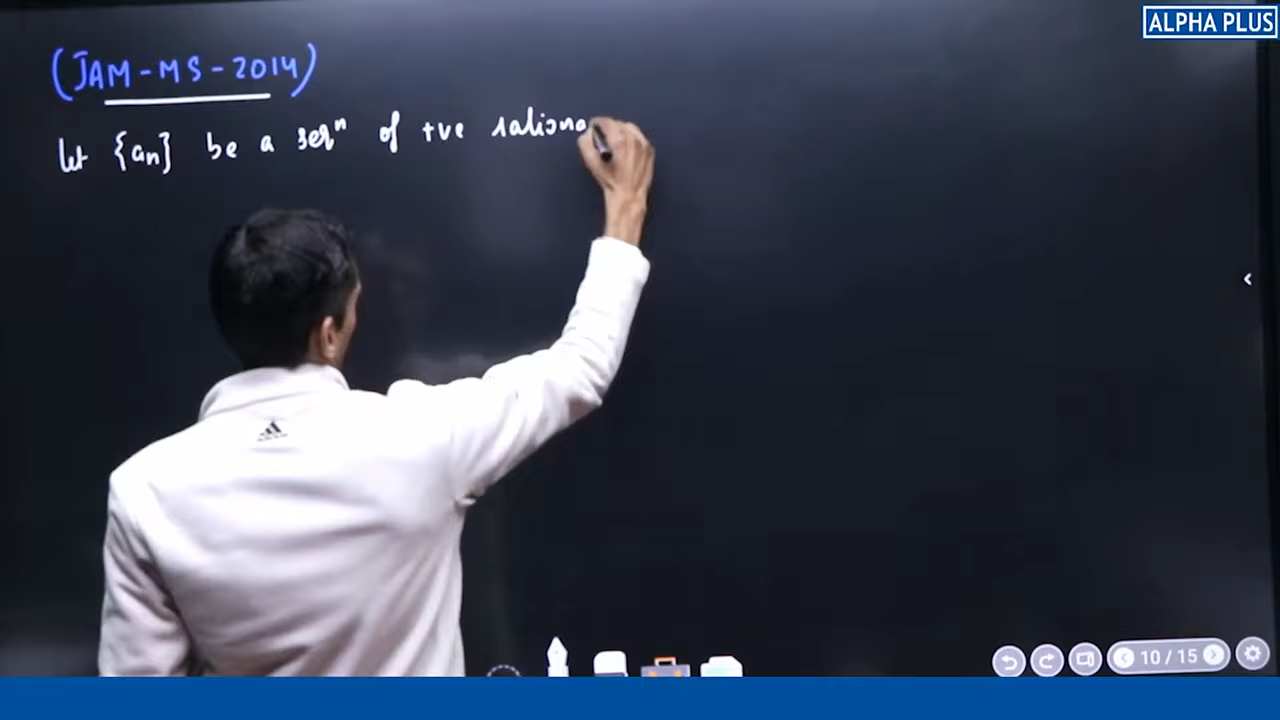 ALPHA PLUS
(JAM-MS-2014)
let {an} be a seqⁿ of +ve rationa
10 / 15